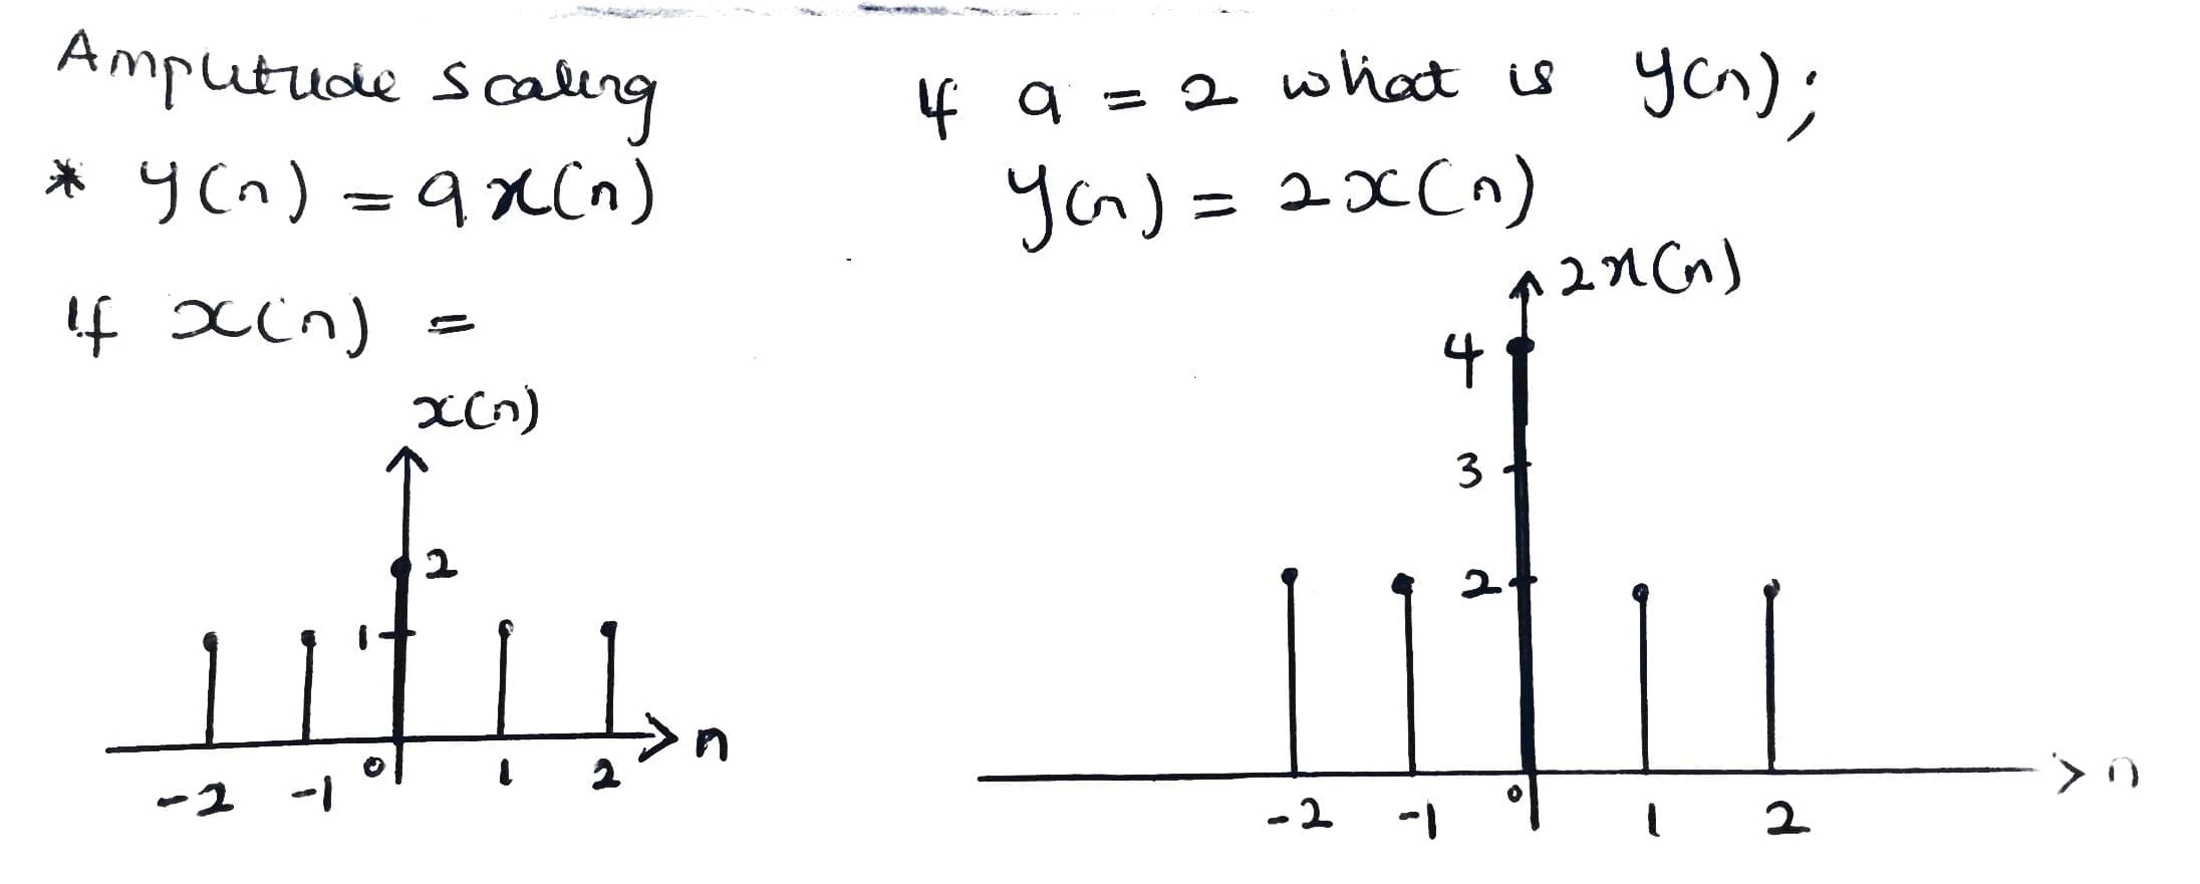 Amplitude scaling
* y(n) = a x(n)
If x(n) =
x(n)
2
1
-2 -1 0 1 2 n
If a = 2 what is y(n);
y(n) = 2x(n)
2x(n)
4
3
2
-2 -1 0 1 2 n